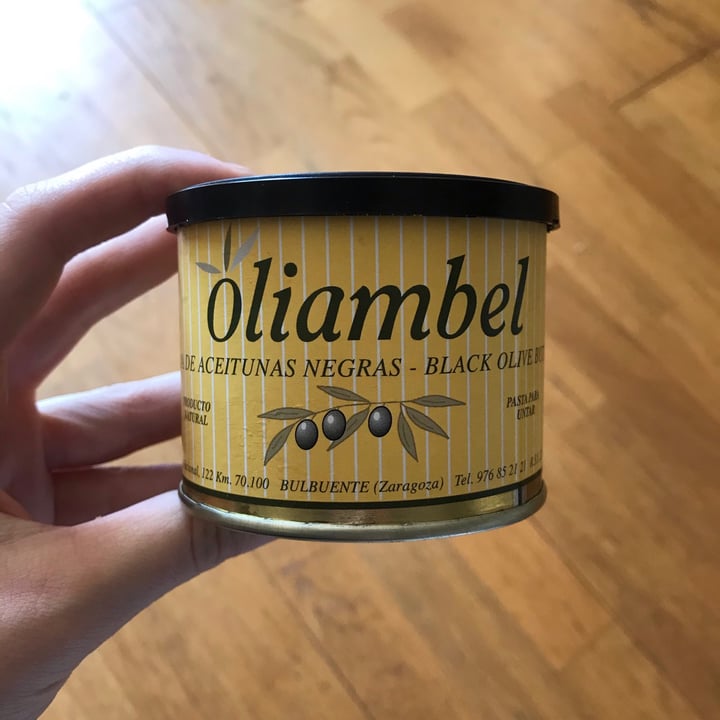 oliambel
DE ACEITUNAS NEGRAS - BLACK OLIVE
PRODUCTO
NATURAL
PASTA PARA
UNTAR
122 Km. 70.100 BULBUENTE (Zaragoza) Tel. 976 85 21 21